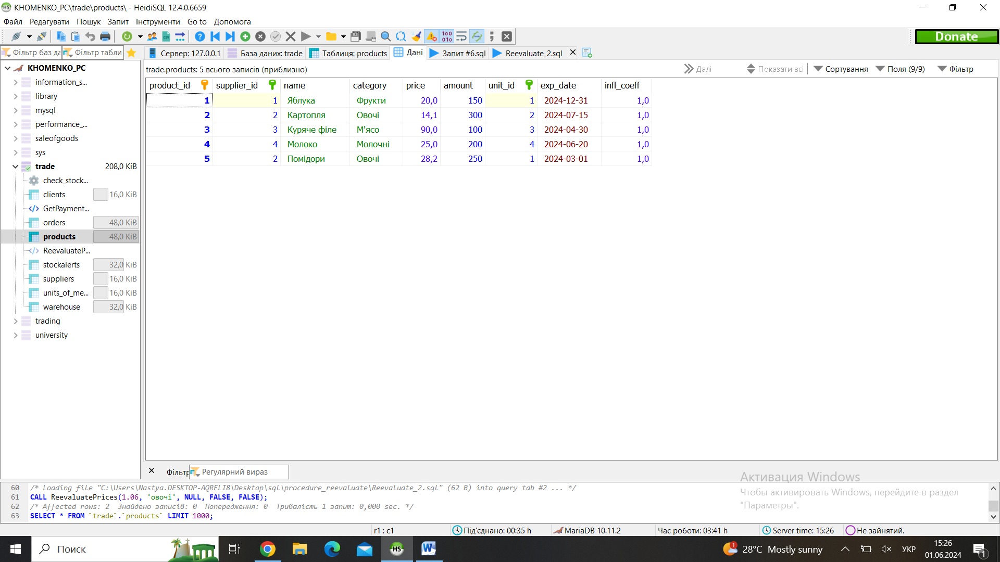 KHOMENKO_PC\trade\products\ - HeidiSQL 12.4.0.6659
Файл Редагувати Пошук Запит Інструменти Go to Допомога
Donate
Фільтр баз да Фільтр табли
Сервер: 127.0.0.1 База даних: trade Таблиця: products Дані Запит #6.sql Reevaluate_2.sql
trade.products: 5 всього записів (приблизно) Далі Показати всі Сортування Поля (9/9) Фільтр
KHOMENKO_PC
information_s...
library
mysql
performance_...
saleofgoods
sys
trade 208,0 KiB
check_stock...
clients 16,0 KiB
GetPayment...
orders 48,0 KiB
products 48,0 KiB
ReevaluateP...
stockalerts 32,0 KiB
suppliers 16,0 KiB
units_of_me... 16,0 KiB
warehouse 32,0 KiB
trading
university
product_id supplier_id name category price amount unit_id exp_date infl_coeff
1 1 Яблука Фрукти 20,0 150 1 2024-12-31 1,0
2 2 Картопля Овочі 14,1 300 2 2024-07-15 1,0
3 3 Куряче філе М'ясо 90,0 100 3 2024-04-30 1,0
4 4 Молоко Молочні 25,0 200 4 2024-06-20 1,0
5 2 Помідори Овочі 28,2 250 1 2024-03-01 1,0
Фільтр Регулярний вираз
60 /* Loading file "C:\Users\Nastya.DESKTOP-AQRFLI8\Desktop\sql\procedure_reevaluate\Reevaluate_2.sql" (62 B) into query tab #2 ... */
61 CALL ReevaluatePrices(1.06, 'овочі', NULL, FALSE, FALSE);
62 /* Affected rows: 2 Знайдено записів: 0 Попередження: 0 Тривалість 1 запит: 0,000 sec. */
63 SELECT * FROM `trade`.`products` LIMIT 1000;
Активация Windows
Чтобы активировать Windows, перейдите в раздел
"Параметры".
r1 : c1 Під'єднано: 00:35 h MariaDB 10.11.2 Час роботи: 03:41 h Server time: 15:26 Не зайнятий.
Поиск 28°C Mostly sunny УКР 15:26
01.06.2024